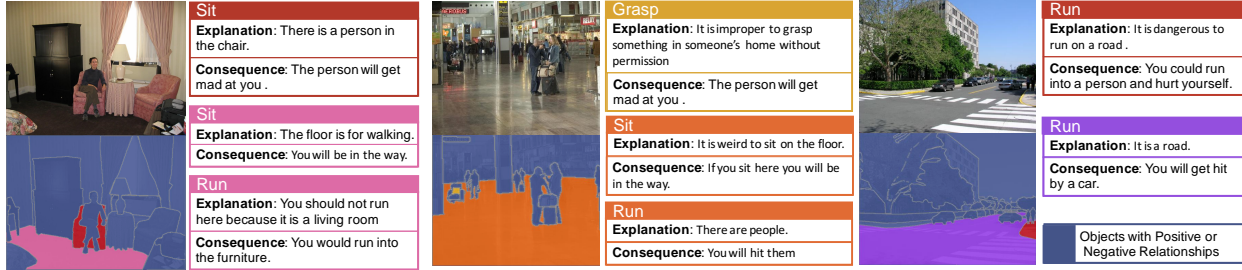 Sit
Explanation: There is a person in
the chair.
Consequence: The person will get
mad at you .
Sit
Explanation: The floor is for walking.
Consequence: You will be in the way.
Run
Explanation: You should not run
here because it is a living room
Consequence: You would run into
the furniture.
Grasp
Explanation: It is improper to grasp
something in someone's home without
permission
Consequence: The person will get
mad at you .
Sit
Explanation: It is weird to sit on the floor.
Consequence: If you sit here you will be
in the way.
Run
Explanation: There are people.
Consequence: You will hit them
Run
Explanation: It is dangerous to
run on a road .
Consequence: You could run
into a person and hurt yourself.
Run
Explanation: It is a road.
Consequence: You will get hit
by a car.
Objects with Positive or
Negative Relationships